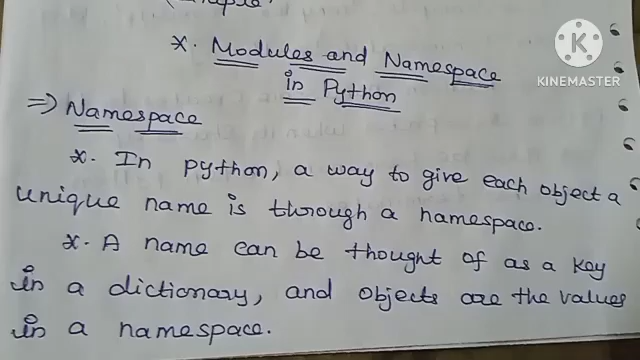 *. Modules and Namespace
in Python
KINEMASTER
⇒ Namespace
*. In python, a way to give each object a
unique name is through a namespace.
*. A name can be thought of as a key
in a dictionary, and objects are the values
in a namespace.